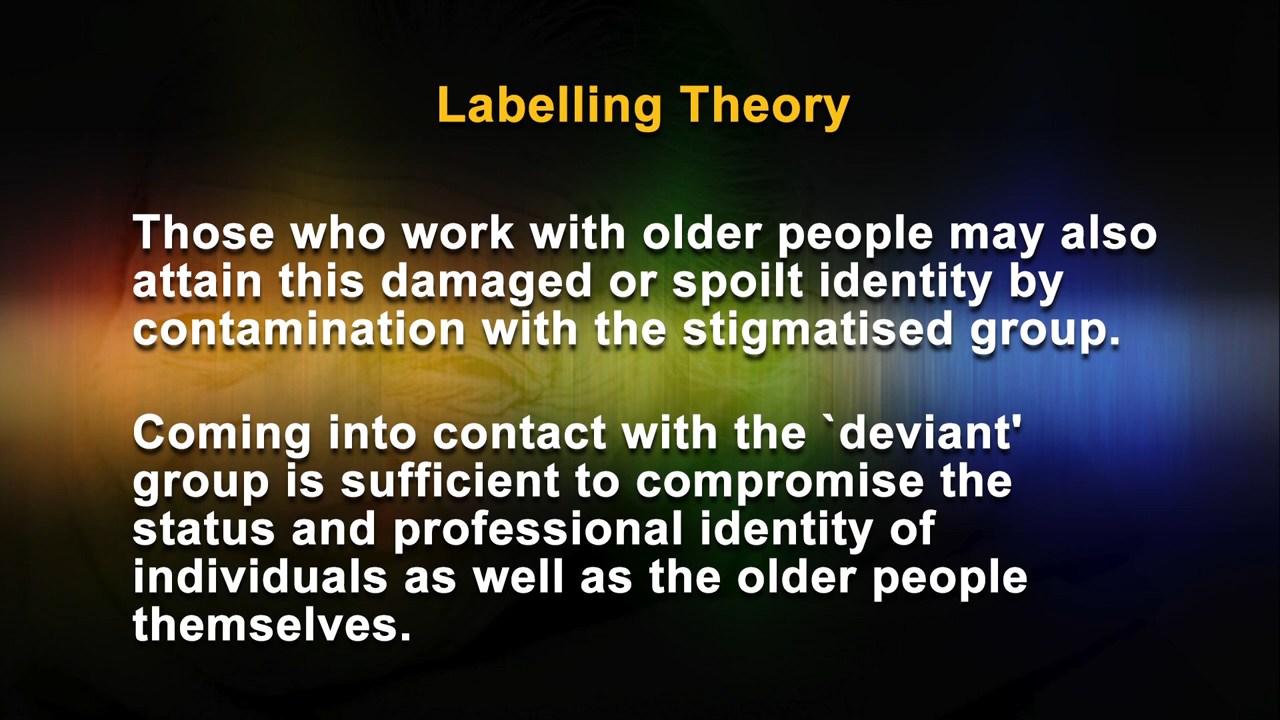 Labelling Theory
Those who work with older people may also
attain this damaged or spoilt identity by
contamination with the stigmatised group.
Coming into contact with the `deviant'
group is sufficient to compromise the
status and professional identity of
individuals as well as the older people
themselves.